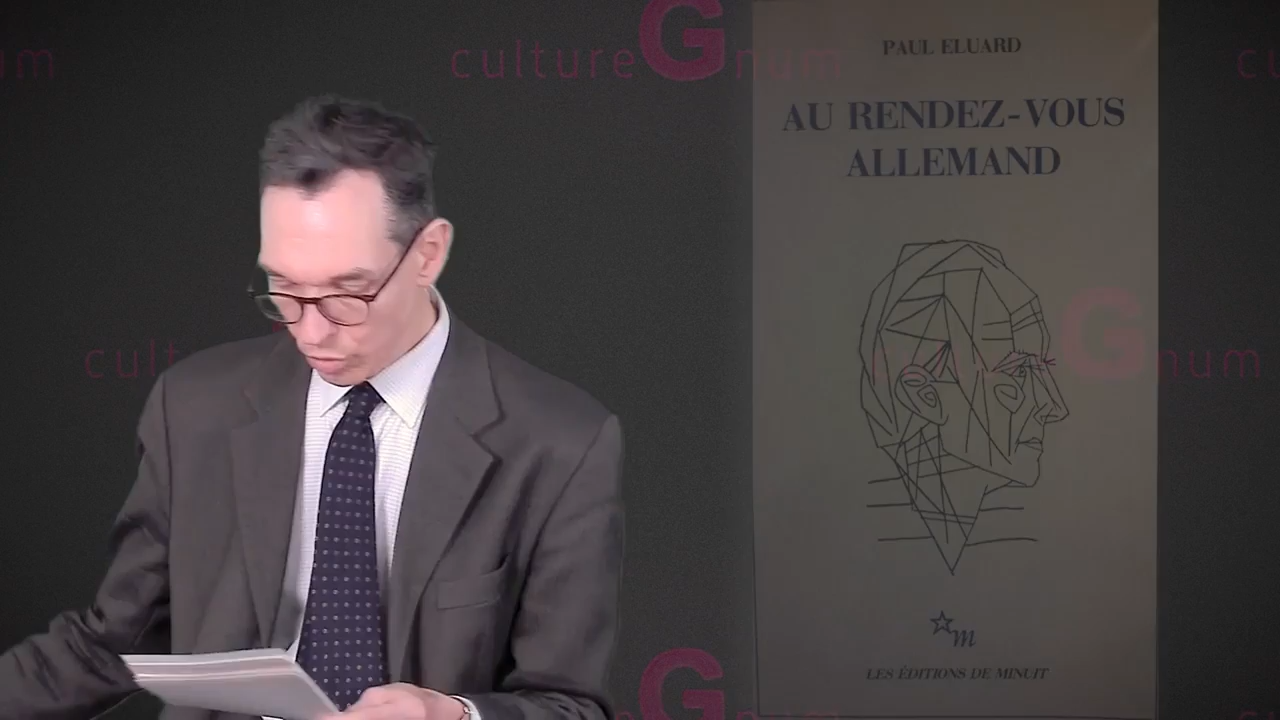 cultureGnum
PAUL ELUARD
AU RENDEZ-VOUS
ALLEMAND
m
LES ÉDITIONS DE MINUIT